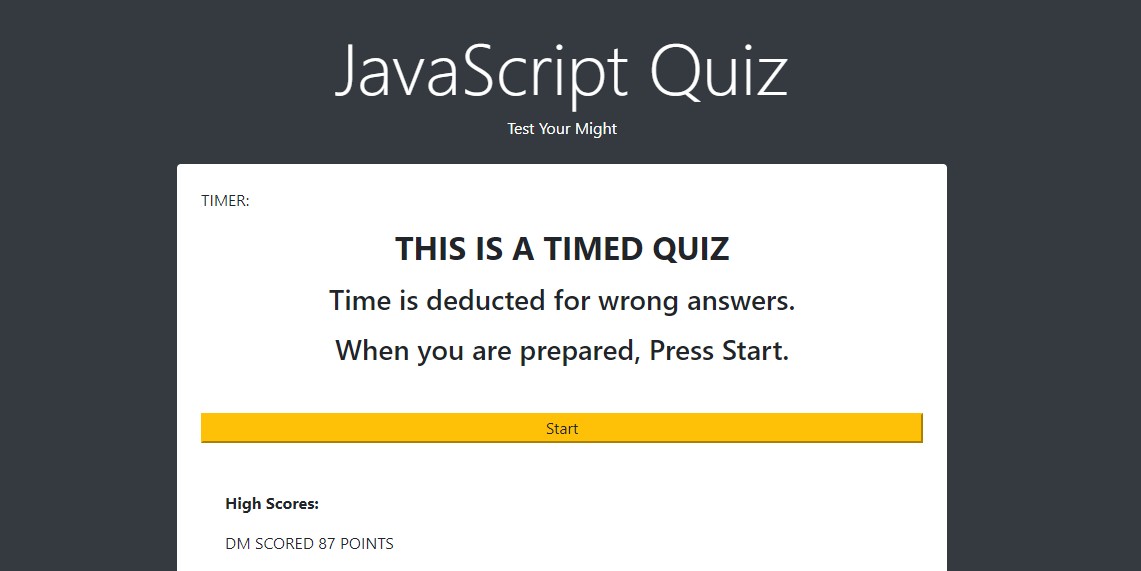 JavaScript Quiz
Test Your Might
TIMER:
THIS IS A TIMED QUIZ
Time is deducted for wrong answers.
When you are prepared, Press Start.
Start
High Scores:
DM SCORED 87 POINTS